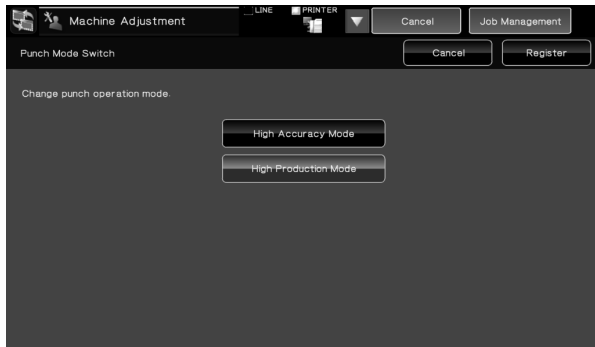 Machine Adjustment
LINE
PRINTER
Cancel
Job Management
Punch Mode Switch
Cancel
Register
Change punch operation mode.
High Accuracy Mode
High Production Mode